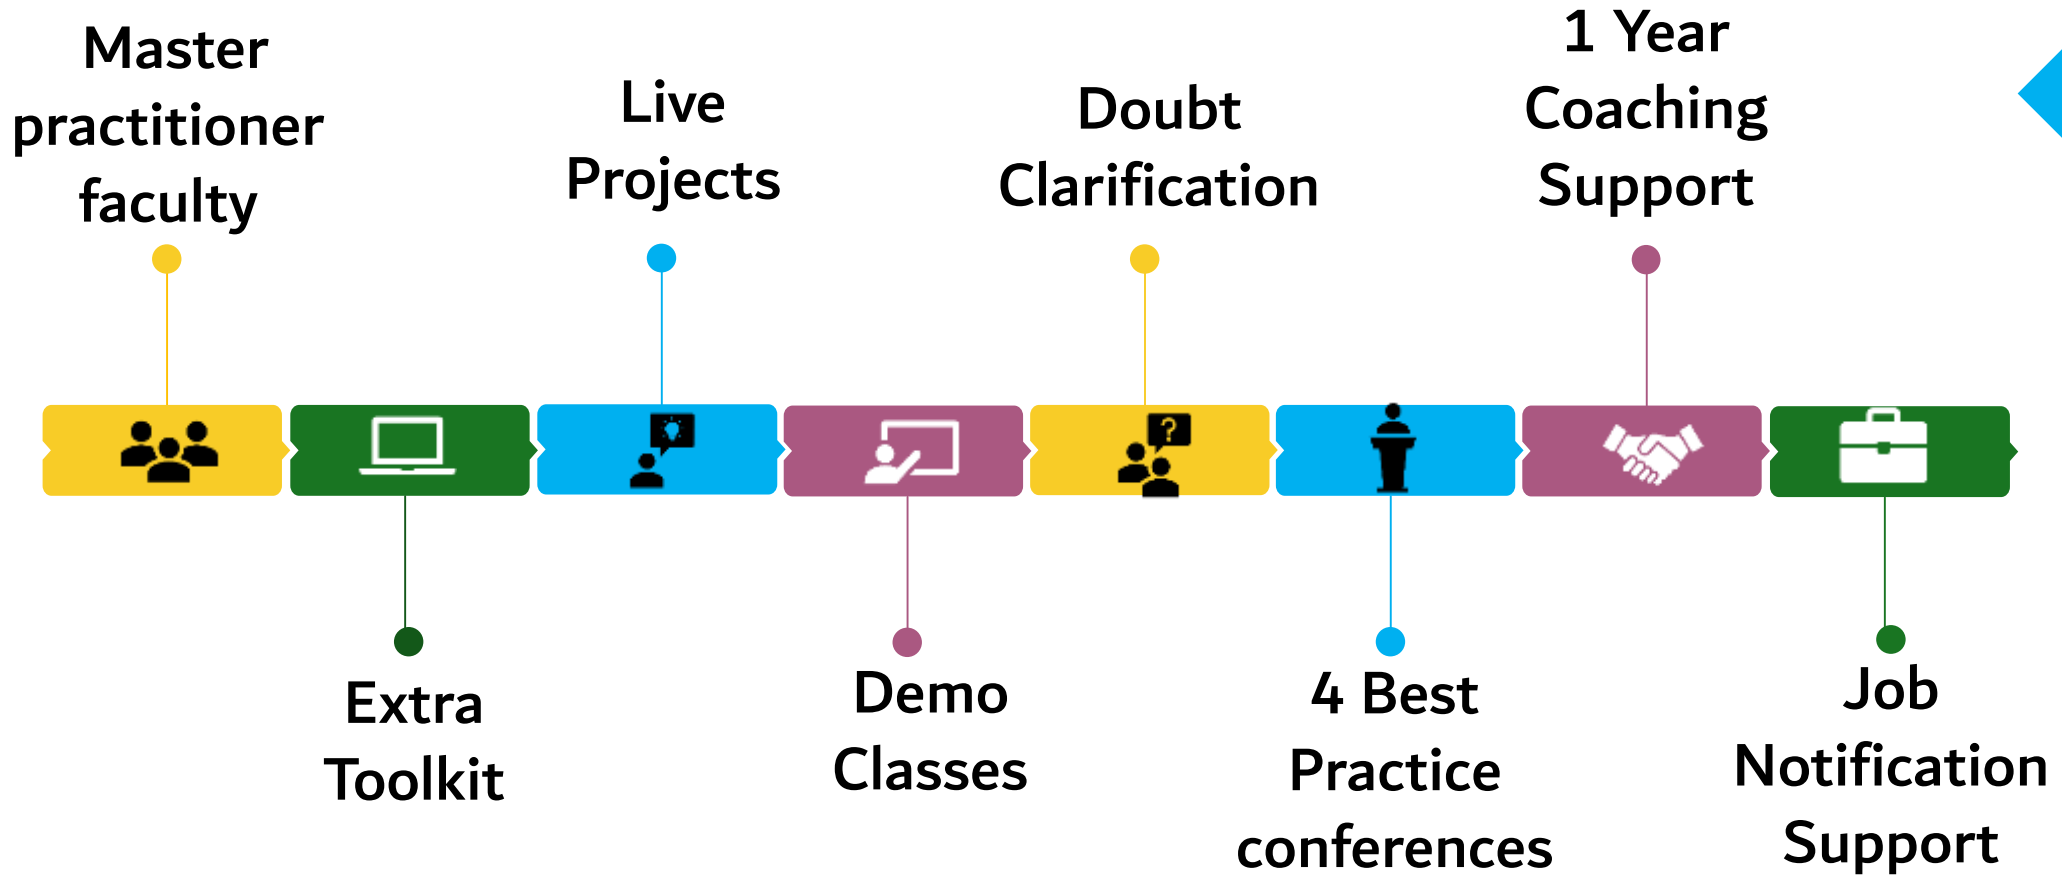 Master
practitioner
faculty
Extra
Toolkit
Live
Projects
Demo
Classes
Doubt
Clarification
?
4 Best
Practice
conferences
1 Year
Coaching
Support
Job
Notification
Support